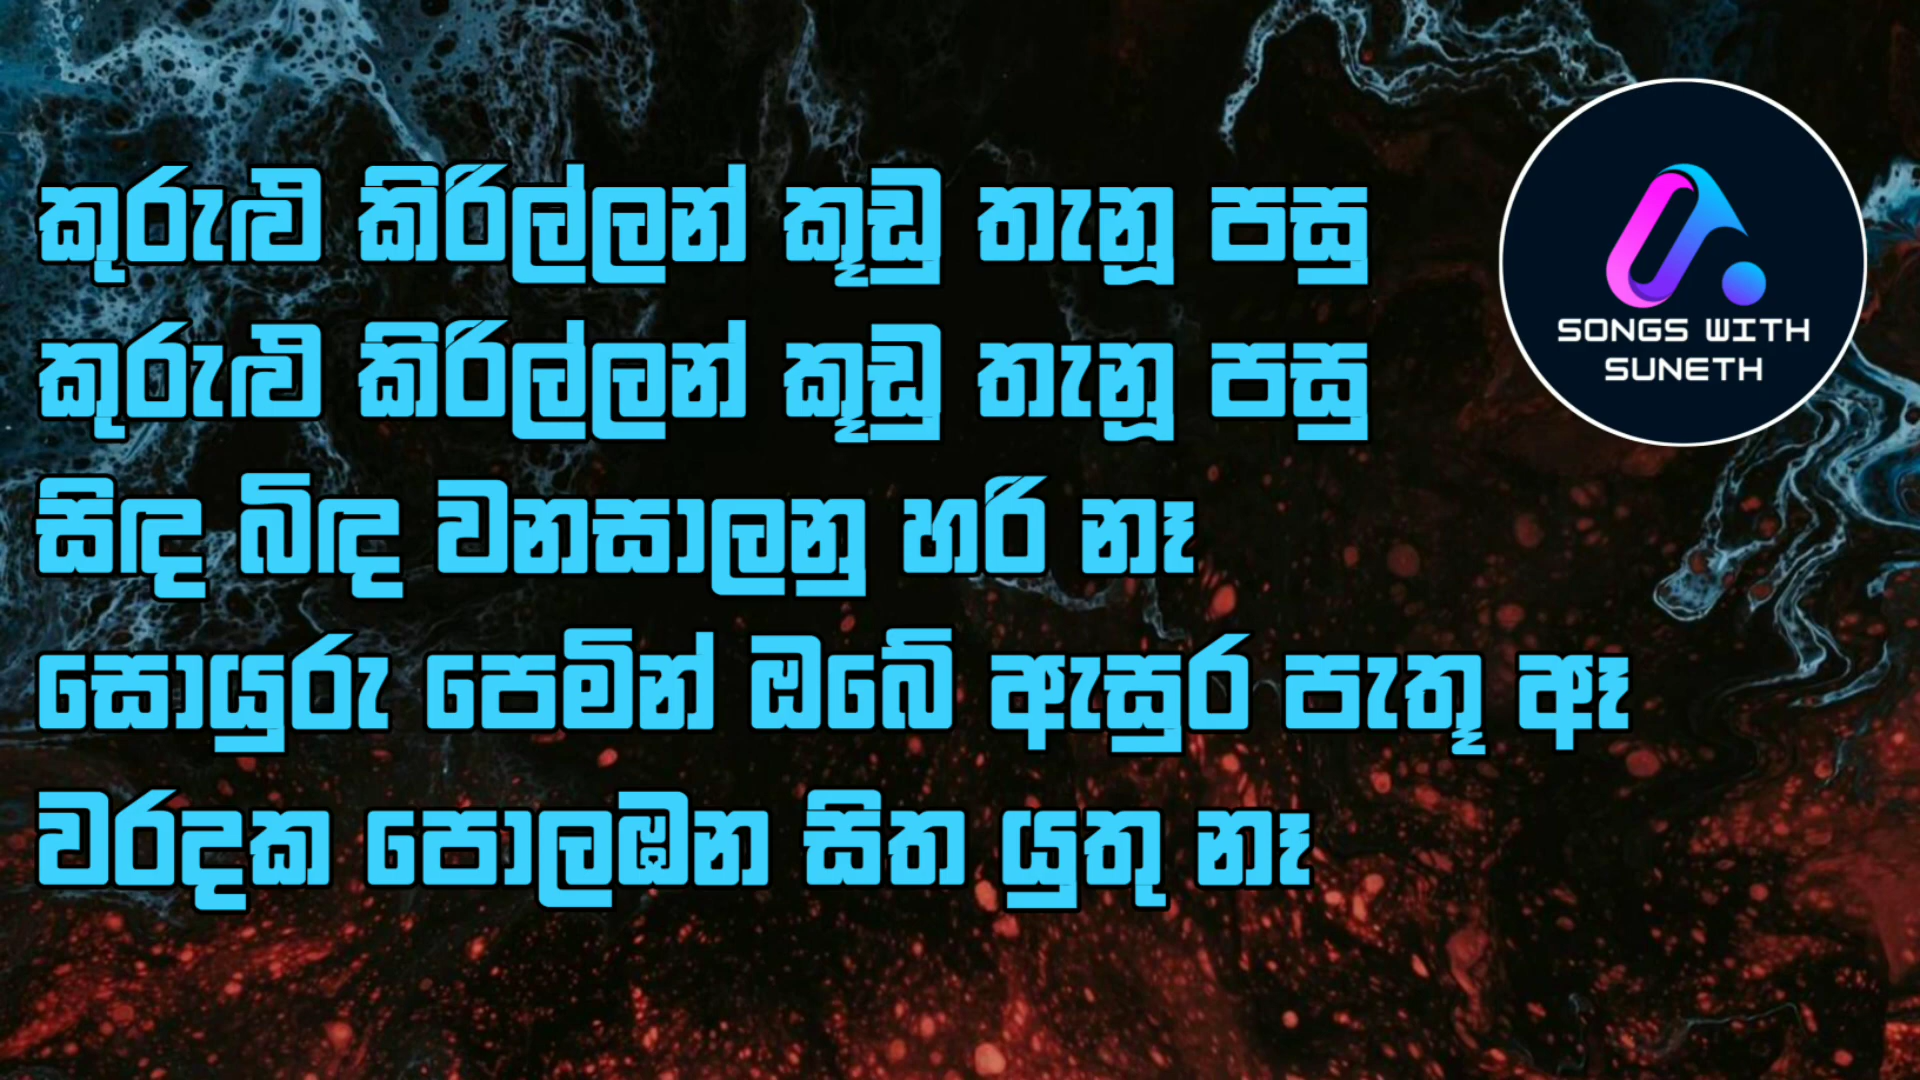 කුරුළු කිරිල්ලන් කූඩු තැනූ පසු
කුරුළු කිරිල්ලන් කූඩු තැනූ පසු
සිඳ බිඳ වනසාලනු හරි නෑ
සොයුරු පෙමින් ඔබේ ඇසුර පැතූ ඈ
වරදක පොලඹන සිත යුතු නෑ
SONGS WITH
SUNETH